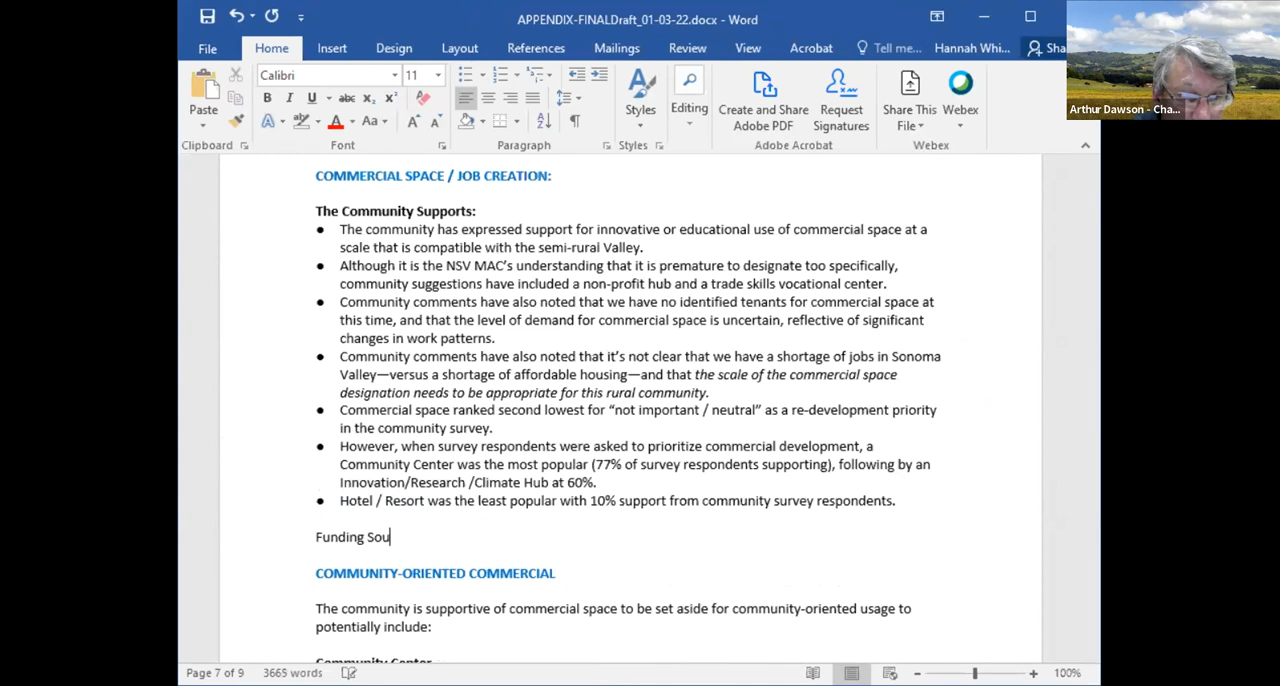 APPENDIX-FINALDraft_01-03-22.docx - Word
File Home Insert Design Layout References Mailings Review View Acrobat Tell me... Hannah Whi... Sha
Arthur Dawson - Cha...
Calibri 11
Paste
B I U abc x₂ x²
A aby A Aa A A
Styles
Editing
Create and Share
Adobe PDF
Request
Signatures
Share This
File
Webex
Clipboard Font Paragraph Styles Adobe Acrobat Webex
COMMERCIAL SPACE / JOB CREATION:
The Community Supports:
● The community has expressed support for innovative or educational use of commercial space at a
scale that is compatible with the semi-rural Valley.
● Although it is the NSV MAC's understanding that it is premature to designate too specifically,
community suggestions have included a non-profit hub and a trade skills vocational center.
● Community comments have also noted that we have no identified tenants for commercial space at
this time, and that the level of demand for commercial space is uncertain, reflective of significant
changes in work patterns.
● Community comments have also noted that it's not clear that we have a shortage of jobs in Sonoma
Valley—versus a shortage of affordable housing—and that the scale of the commercial space
designation needs to be appropriate for this rural community.
● Commercial space ranked second lowest for “not important / neutral” as a re-development priority
in the community survey.
● However, when survey respondents were asked to prioritize commercial development, a
Community Center was the most popular (77% of survey respondents supporting), following by an
Innovation/Research /Climate Hub at 60%.
● Hotel / Resort was the least popular with 10% support from community survey respondents.
Funding Sou
COMMUNITY-ORIENTED COMMERCIAL
The community is supportive of commercial space to be set aside for community-oriented usage to
potentially include:
Community Center
Page 7 of 9 3665 words 100%